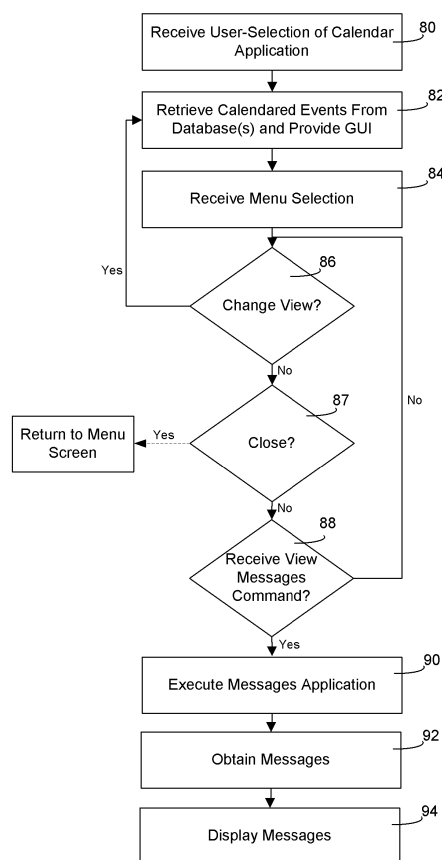 Receive User-Selection of Calendar
Application
80
Retrieve Calendared Events From
Database(s) and Provide GUI
82
Receive Menu Selection
84
86
Yes
Change View?
No
87
No
Return to Menu
Screen
Yes
Close?
No
88
Receive View
Messages
Command?
Yes
Execute Messages Application
90
Obtain Messages
92
Display Messages
94